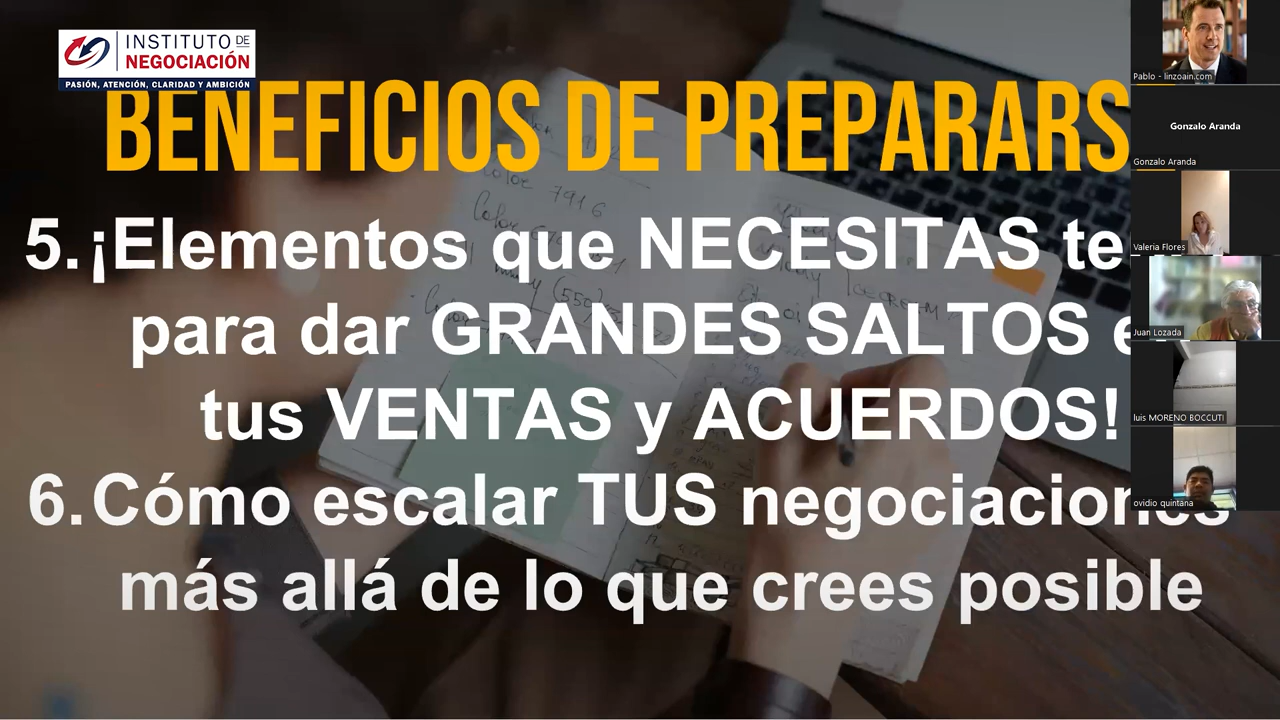 INSTITUTO DE
NEGOCIACIÓN
PASIÓN, ATENCIÓN, CLARIDAD Y AMBICIÓN
BENEFICIOS DE PREPARARS
5. ¡Elementos que NECESITAS te
para dar GRANDES SALTOS e
tus VENTAS y ACUERDOS!
6. Cómo escalar TUS negociaciones
más allá de lo que crees posible
Pablo - linzoain.com
Gonzalo Aranda
Gonzalo Aranda
Valeria Flores
Juan Lozada
luis MORENO BOCCUTI
ovidio quintana